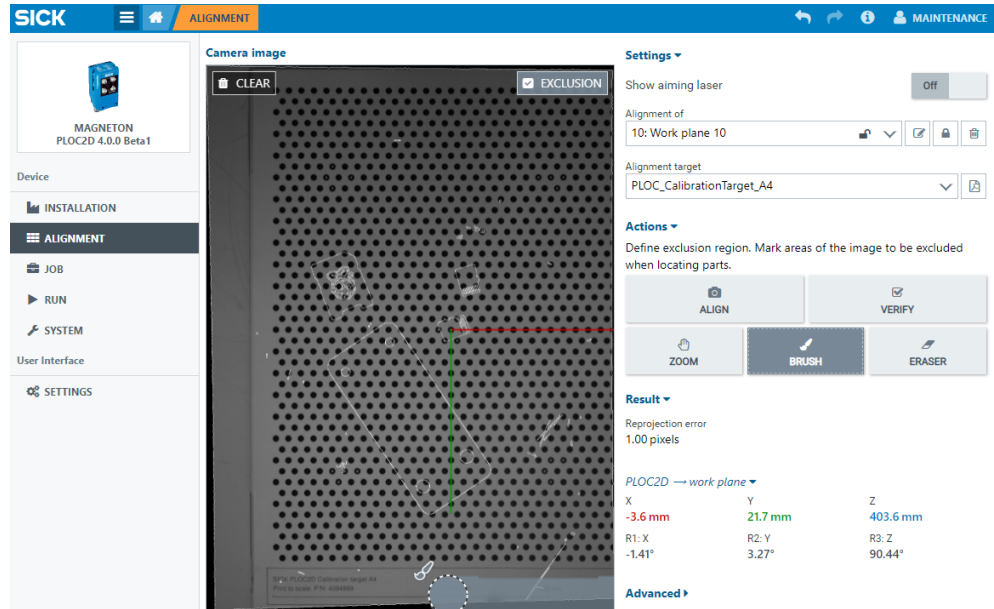 SICK
ALIGNMENT
MAINTENANCE
MAGNETON
PLOC2D 4.0.0 Beta1
Device
INSTALLATION
ALIGNMENT
JOB
RUN
SYSTEM
User Interface
SETTINGS
Camera image
CLEAR
EXCLUSION
SICK PLOC2D Calibration target A4
Print to scale. P/N:
Settings
Show aiming laser
Off
Alignment of
10: Work plane 10
Alignment target
PLOC_CalibrationTarget_A4
Actions
Define exclusion region. Mark areas of the image to be excluded
when locating parts.
ALIGN
VERIFY
ZOOM
BRUSH
ERASER
Result
Reprojection error
1.00 pixels
PLOC2D → work plane
X Y Z
-3.6 mm 21.7 mm 403.6 mm
R1: X R2: Y R3: Z
-1.41° 3.27° 90.44°
Advanced